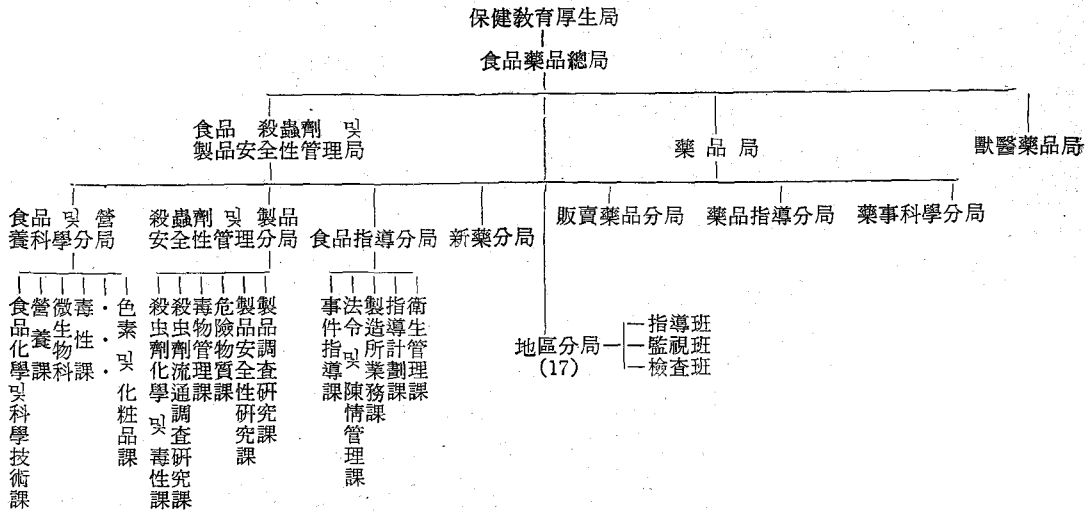 保健敎育厚生局
食品藥品總局
食品 殺蟲劑 및
製品安全性管理局
藥品局
獸醫藥品局
食品 및 營
養科學分局
殺蟲劑 및 製品
安全性管理分局
食品指導分局
新藥分局
販賣藥品分局
藥品指導分局
藥事科學分局
食品化學 및 科學技術課
營養課
微生物科
毒性課
・・・
色素 및 化粧品課
殺虫劑化學 및 毒性課
殺虫劑流通調査硏究課
毒物管理課
危險物質課
製品安全性硏究課
製品調査硏究課
事件指導課
法令 및 陳情管理課
製造所業務課
指導計劃課
衛生管理課
地區分局
(17)
指導班
監視班
檢査班